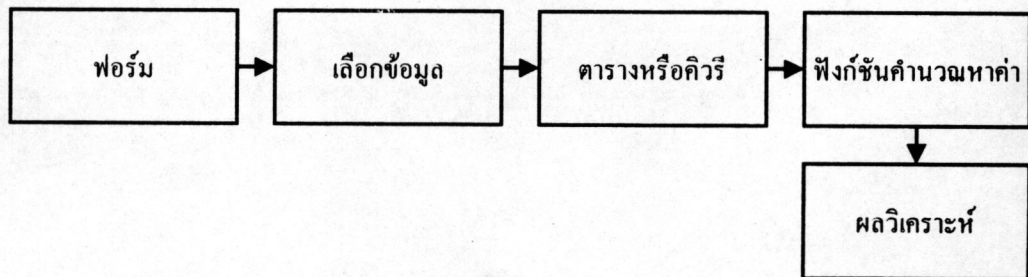 ฟอร์ม
เลือกข้อมูล
ตารางหรือคิวรี
ฟังก์ชันคำนวณหาค่า
ผลวิเคราะห์